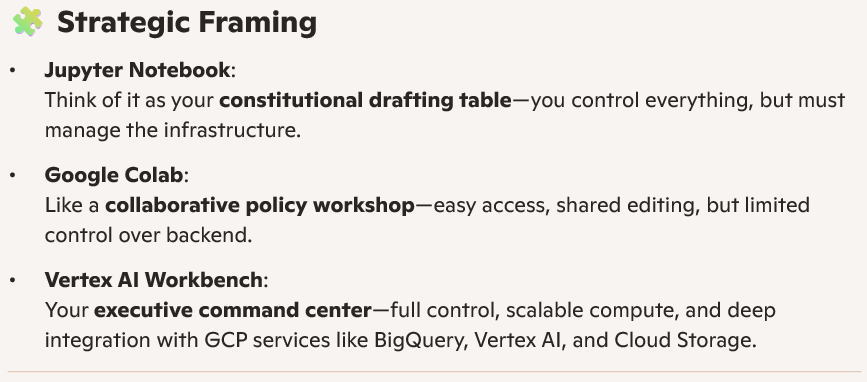 Strategic Framing
• Jupyter Notebook:
Think of it as your constitutional drafting table—you control everything, but must
manage the infrastructure.
• Google Colab:
Like a collaborative policy workshop—easy access, shared editing, but limited
control over backend.
• Vertex AI Workbench:
Your executive command center—full control, scalable compute, and deep
integration with GCP services like BigQuery, Vertex AI, and Cloud Storage.